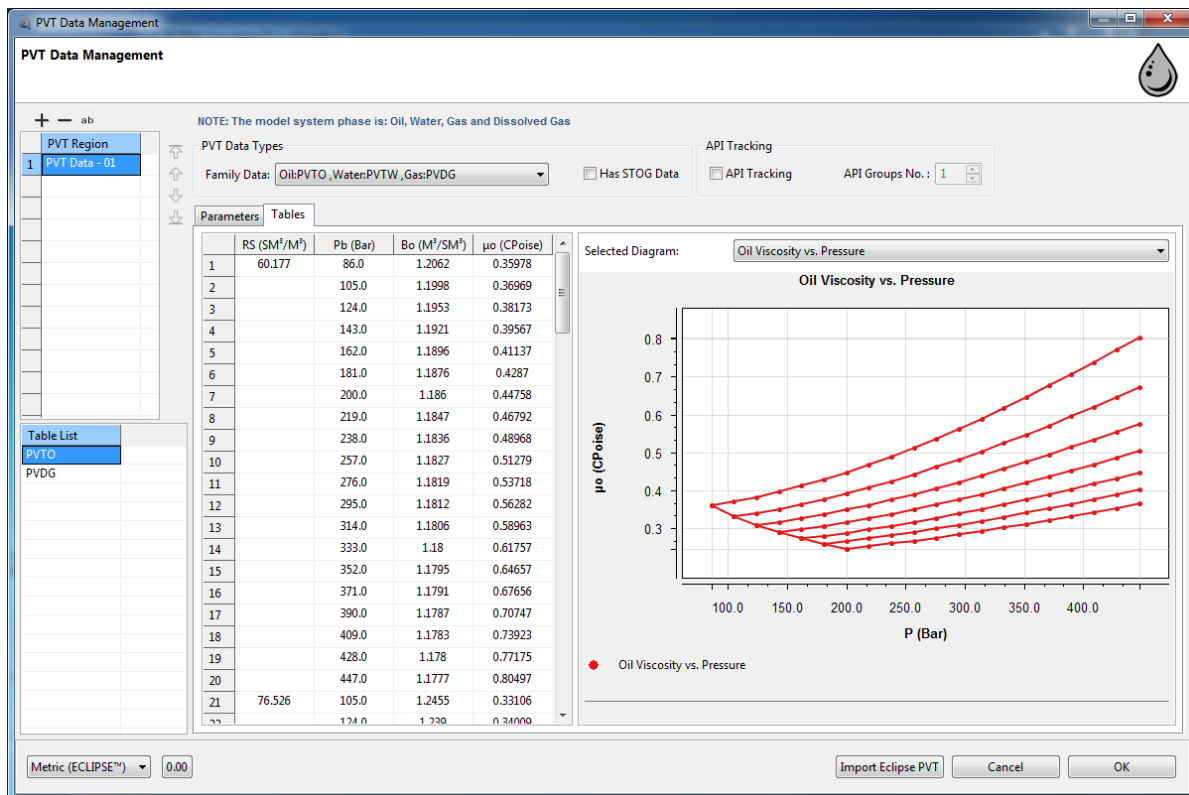 PVT Data Management
PVT Data Management
+ − ab
NOTE: The model system phase is: Oil, Water, Gas and Dissolved Gas
PVT Region
1 PVT Data - 01
PVT Data Types
Family Data: Oil:PVTO ,Water:PVTW ,Gas:PVDG
Has STOG Data
API Tracking
API Tracking API Groups No. : 1
Parameters Tables
RS (SM³/M³) Pb (Bar) Bo (M³/SM³) µo (CPoise)
1 60.177 86.0 1.2062 0.35978
2 105.0 1.1998 0.36969
3 124.0 1.1953 0.38173
4 143.0 1.1921 0.39567
5 162.0 1.1896 0.41137
6 181.0 1.1876 0.4287
7 200.0 1.186 0.44758
8 219.0 1.1847 0.46792
9 238.0 1.1836 0.48968
10 257.0 1.1827 0.51279
11 276.0 1.1819 0.53718
12 295.0 1.1812 0.56282
13 314.0 1.1806 0.58963
14 333.0 1.18 0.61757
15 352.0 1.1795 0.64657
16 371.0 1.1791 0.67656
17 390.0 1.1787 0.70747
18 409.0 1.1783 0.73923
19 428.0 1.178 0.77175
20 447.0 1.1777 0.80497
21 76.526 105.0 1.2455 0.33106
22 124.0 1.239 0.34009
Table List
PVTO
PVDG
Selected Diagram: Oil Viscosity vs. Pressure
Oil Viscosity vs. Pressure
0.8
0.7
0.6
0.5
0.4
0.3
µo (CPoise)
100.0 150.0 200.0 250.0 300.0 350.0 400.0
P (Bar)
Oil Viscosity vs. Pressure
Metric (ECLIPSE™) 0.00
Import Eclipse PVT Cancel OK